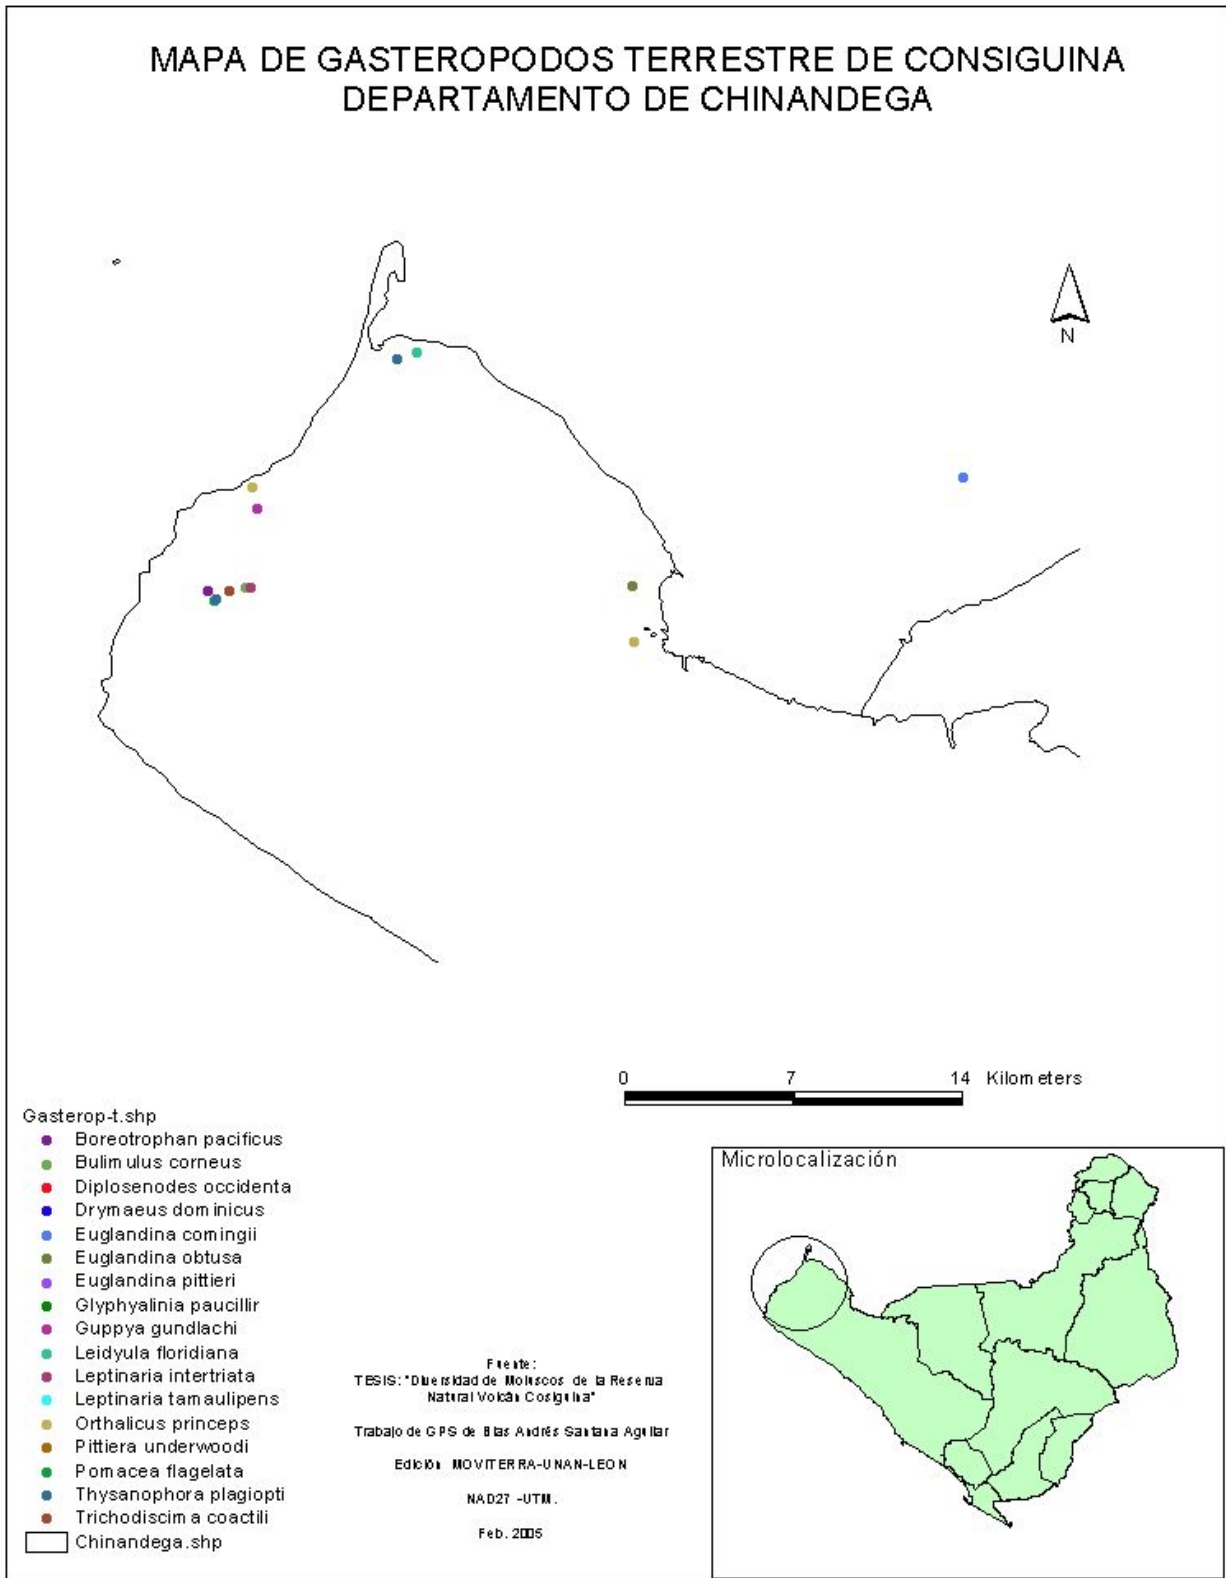 MAPA DE GASTEROPODOS TERRESTRE DE CONSIGUINA
DEPARTAMENTO DE CHINANDEGA
N
0 7 14 Kilometers
Gasterop-t.shp
Boreotrophan pacificus
Bulimulus corneus
Diplosenodes occidenta
Drymaeus dominicus
Euglandina comingii
Euglandina obtusa
Euglandina pittieri
Glyphyalinia paucillir
Guppya gundlachi
Leidyula floridiana
Leptinaria intertriata
Leptinaria tamaulipens
Orthalicus princeps
Pittiera underwoodi
Pomacea flagelata
Thysanophora plagiopti
Trichodiscima coactili
Chinandega.shp
Fuente:
TESIS: "Diversidad de Moluscos de la Reserva
Natural Volcán Cosiguina"
Trabajo de GPS de Blas Andrés Santana Aguilar
Edición MOVITERRA-UNAN-LEON
NAD27 -UTM.
Feb. 2005
Microlocalización